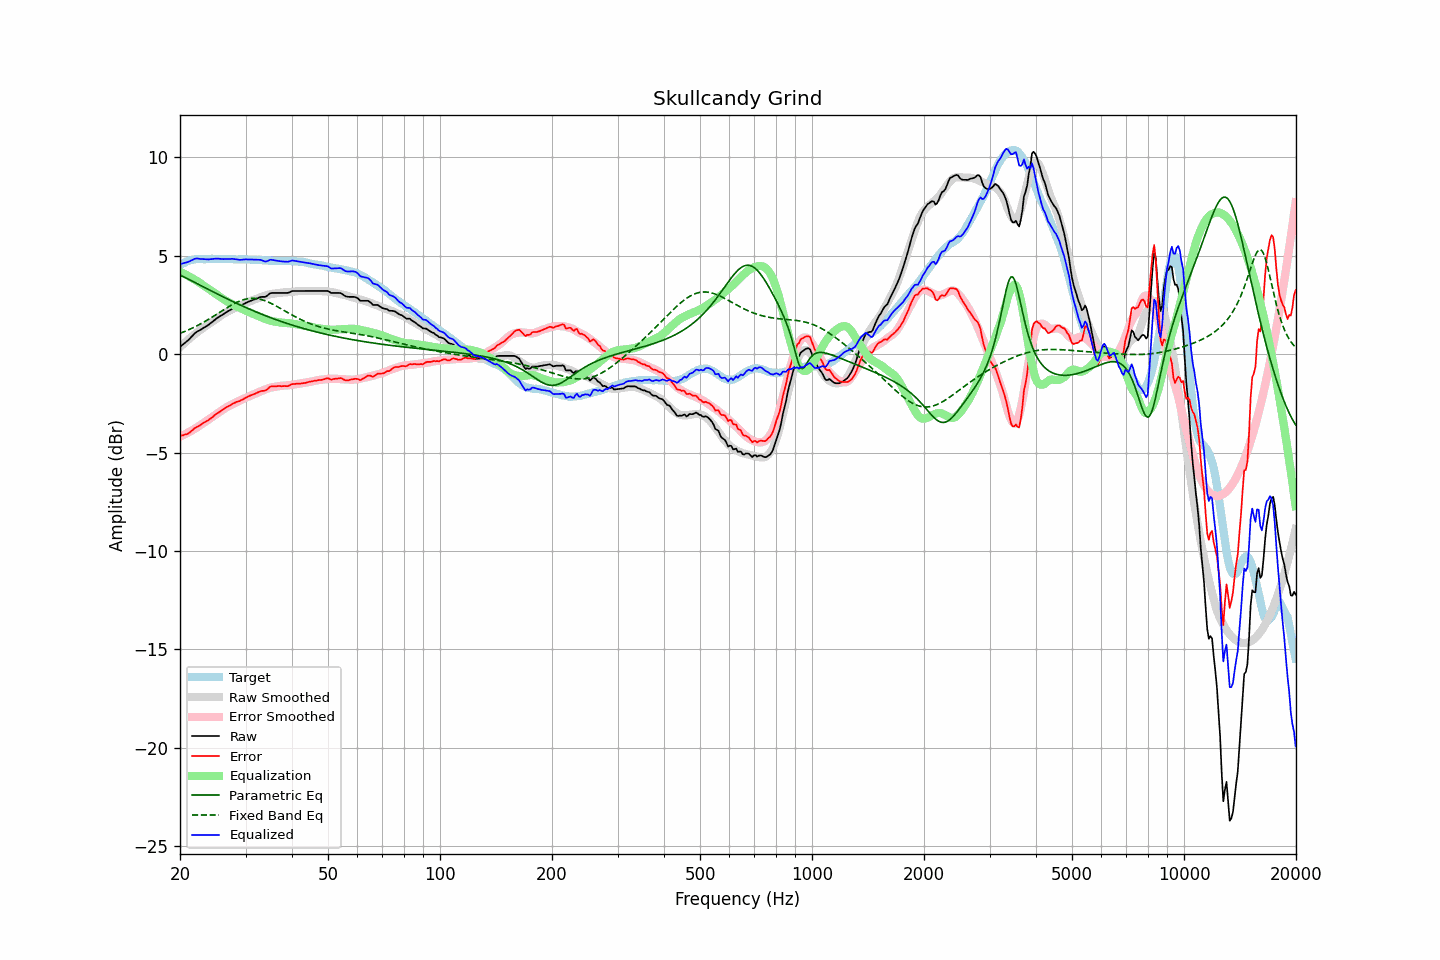 Skullcandy Grind
10
5
0
−5
−10
−15
−20
−25
Amplitude (dBr)
Target
Raw Smoothed
Error Smoothed
Raw
Error
Equalization
Parametric Eq
Fixed Band Eq
Equalized
20 50 100 200 500 1000 2000 5000 10000 20000
Frequency (Hz)